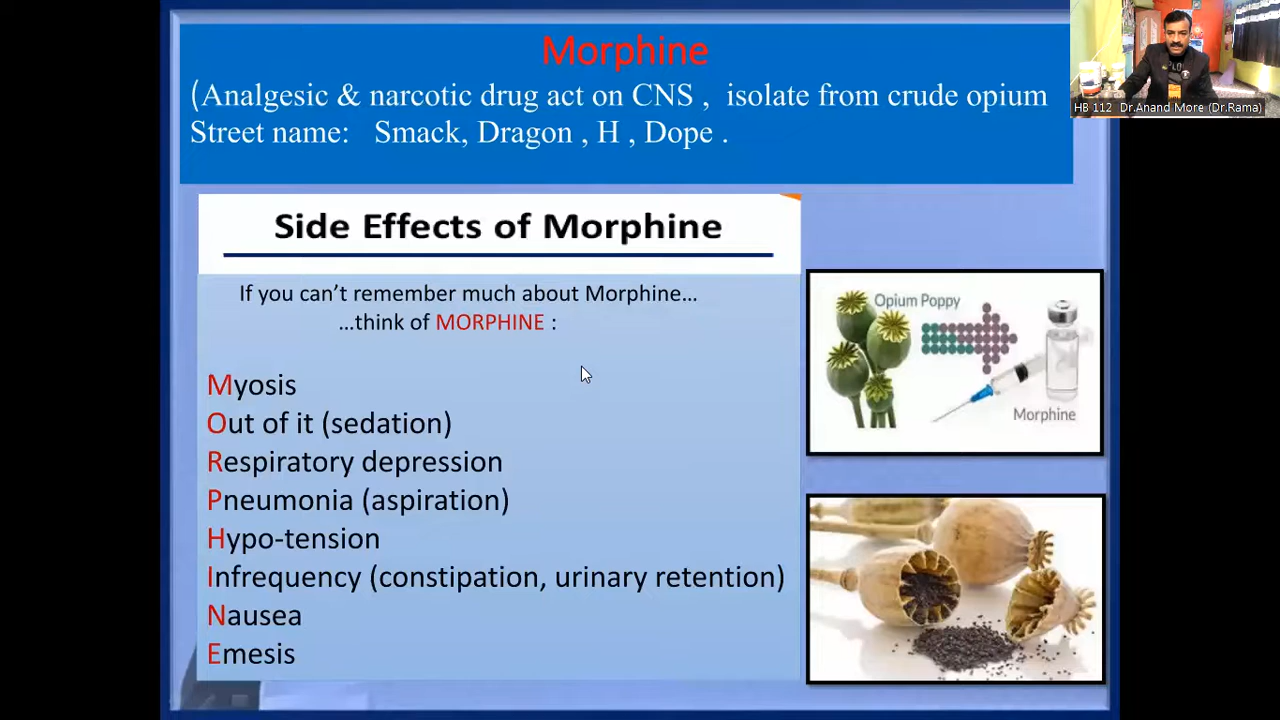 Morphine
(Analgesic & narcotic drug act on CNS , isolate from crude opium
Street name: Smack, Dragon , H , Dope .
HB 112 Dr.Anand More (Dr.Rama)
Side Effects of Morphine
If you can't remember much about Morphine…
…think of MORPHINE :
Myosis
Out of it (sedation)
Respiratory depression
Pneumonia (aspiration)
Hypo-tension
Infrequency (constipation, urinary retention)
Nausea
Emesis
Opium Poppy
Morphine